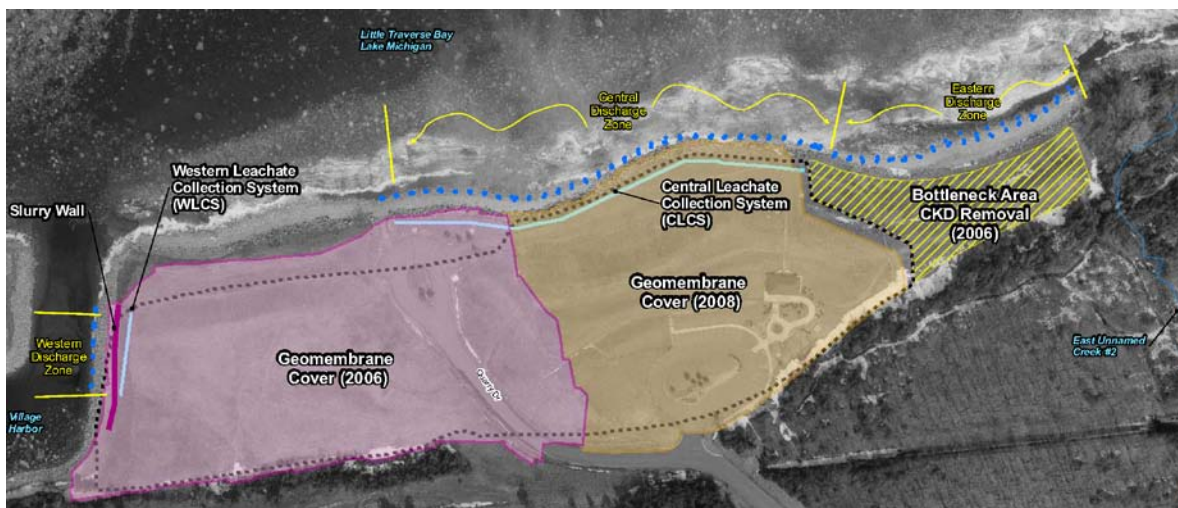 Little Traverse Bay
Lake Michigan
Central
Discharge
Zone
Eastern
Discharge
Zone
Western Leachate
Collection System
(WLCS)
Slurry Wall
Central Leachate
Collection System
(CLCS)
Bottleneck Area
CKD Removal
(2006)
Geomembrane
Cover (2008)
Geomembrane
Cover (2006)
Western
Discharge
Zone
Quarry Dr
East Unnamed
Creek #2
Village
Harbor